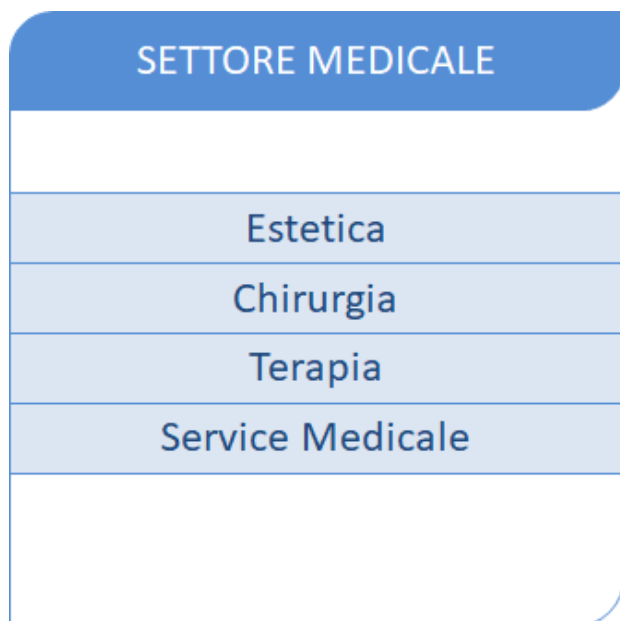 SETTORE MEDICALE
Estetica
Chirurgia
Terapia
Service Medicale